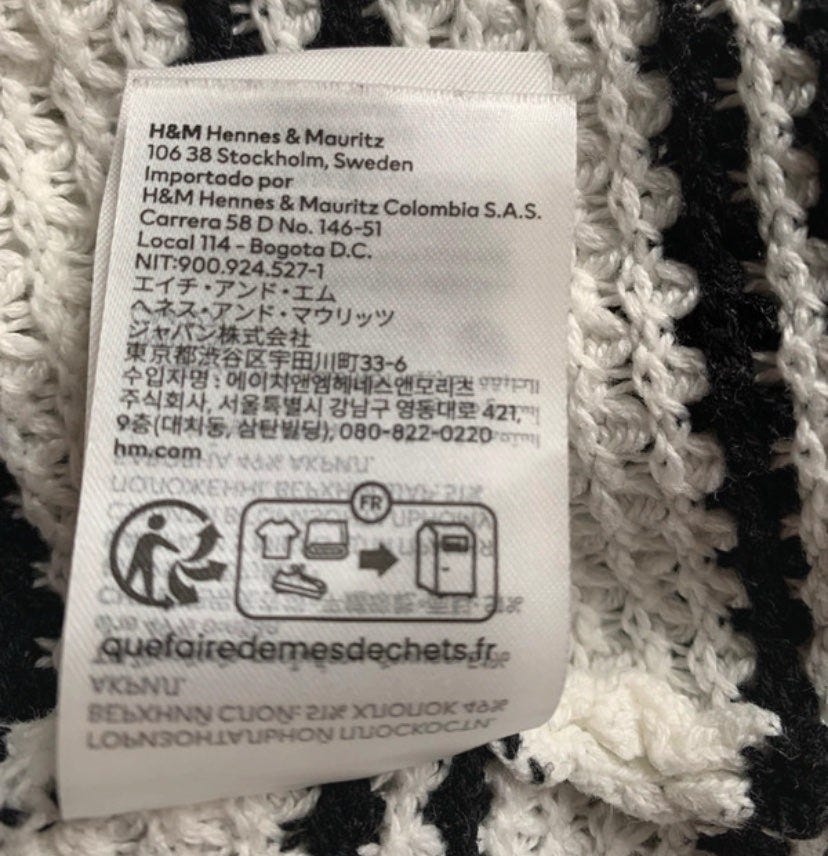 H&M Hennes & Mauritz
106 38 Stockholm, Sweden
Importado por
H&M Hennes & Mauritz Colombia S.A.S.
Carrera 58 D No. 146-51
Local 114 - Bogota D.C.
NIT:900.924.527-1
エイチ・アンド・エム
ヘネス・アンド・マウリッツ
ジャパン株式会社
東京都渋谷区宇田川町33-6
수입자명 : 에이치앤엠헤네스앤모리츠
주식회사, 서울특별시 강남구 영동대로 421,
9층(대치동, 삼탄빌딩), 080-822-0220
hm.com
FR
quefairedemesdechets.fr